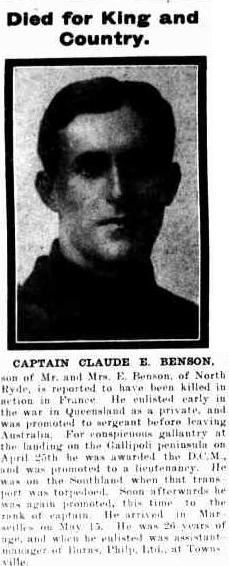 Died for King and
Country.
CAPTAIN CLAUDE E. BENSON,
son of Mr. and Mrs. E. Benson, of North
Ryde, is reported to have been killed in
action in France. He enlisted early in
the war in Queensland as a private, and
was promoted to sergeant before leaving
Australia. For conspicuous gallantry at
the landing on the Gallipoli peninsula on
April 25th he was awarded the D.C.M.,
and was promoted to a lieutenancy. He
was on the Southland when that trans-
port was torpedoed. Soon afterwards he
was again promoted, this time to the
rank of captain. He arrived in Mar-
seilles on May 15. He was 26 years of
age, and when he enlisted was assistant-
manager of Burns, Philp, Ltd., at Towns-
ville.